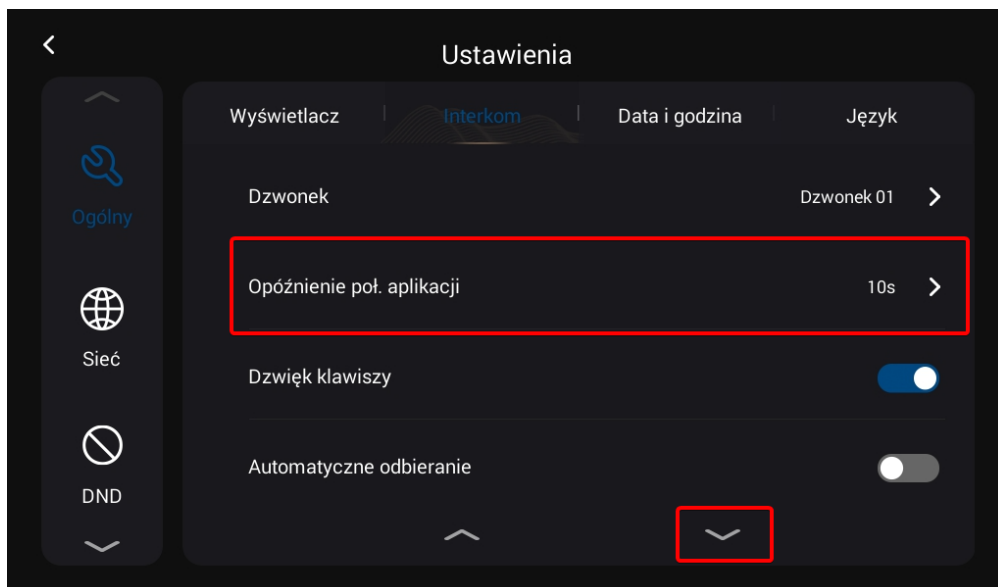 Ustawienia
Wyświetlacz Interkom Data i godzina Język
Ogólny
Sieć
DND
Dzwonek Dzwonek 01
Opóźnienie poł. aplikacji 10s
Dzwięk klawiszy
Automatyczne odbieranie